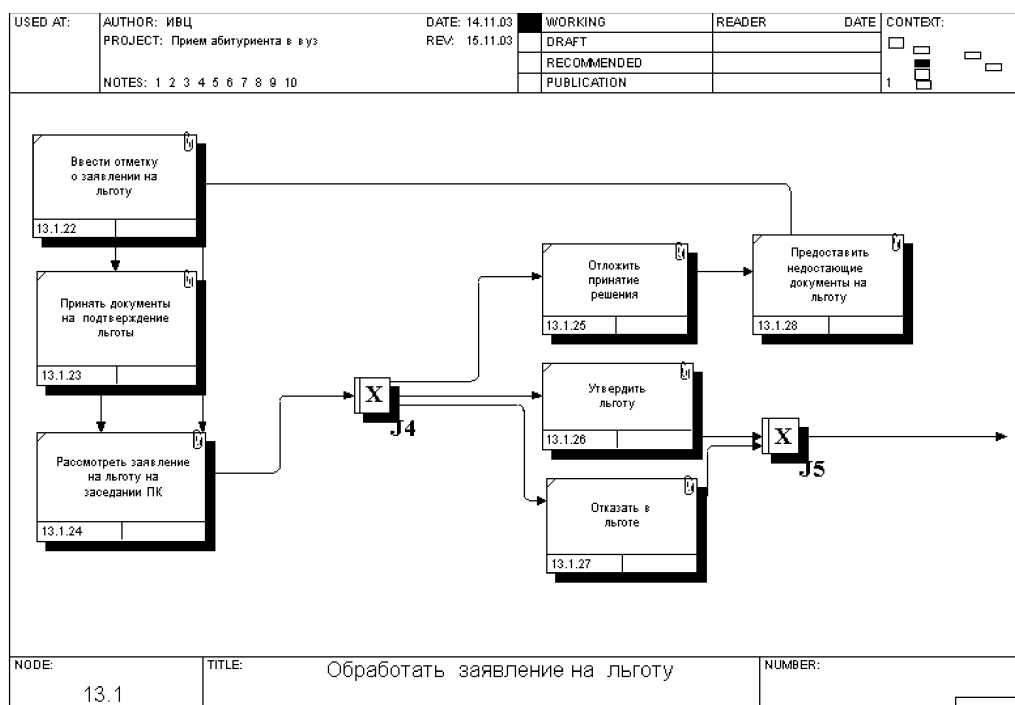 USED AT:
AUTHOR: ИВЦ
DATE: 14.11.03
WORKING
READER
DATE
CONTEXT:
PROJECT: Прием абитуриента в вуз
REV: 15.11.03
DRAFT
RECOMMENDED
NOTES: 1 2 3 4 5 6 7 8 9 10
PUBLICATION
1
Ввести отметку
о заявлении на
льготу
13.1.22
Принять документы
на подтверждение
льготы
13.1.23
Рассмотреть заявление
на льготу на
заседании ПК
13.1.24
X
J4
Отложить
принятие
решения
13.1.25
Предоставить
недостающие
документы на
льготу
13.1.28
Утвердить
льготу
13.1.26
X
J5
Отказать в
льготе
13.1.27
NODE:
13.1
TITLE:
Обработать заявление на льготу
NUMBER: